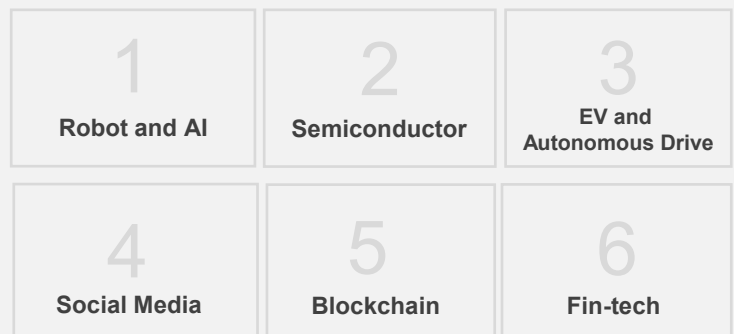 1
Robot and AI
2
Semiconductor
3
EV and
Autonomous Drive
4
Social Media
5
Blockchain
6
Fin-tech